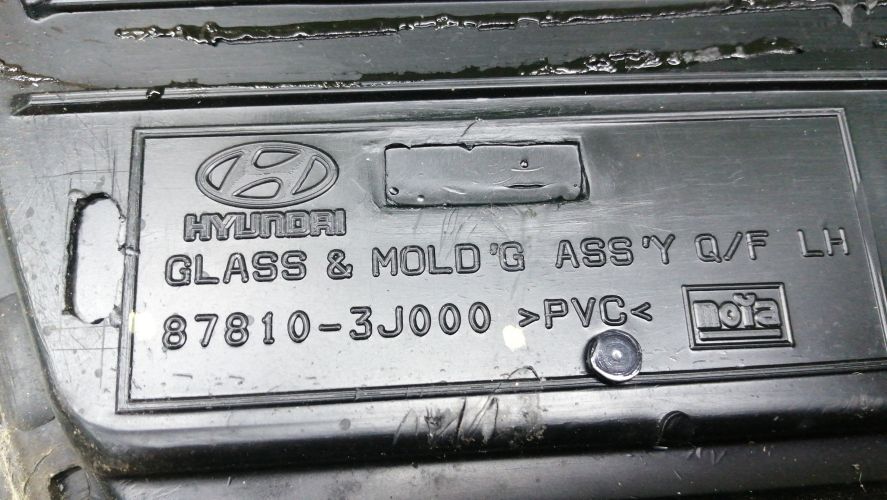 HYUNDAI
GLASS & MOLD'G ASS'Y Q/F LH
87810-3J000 >PVC<